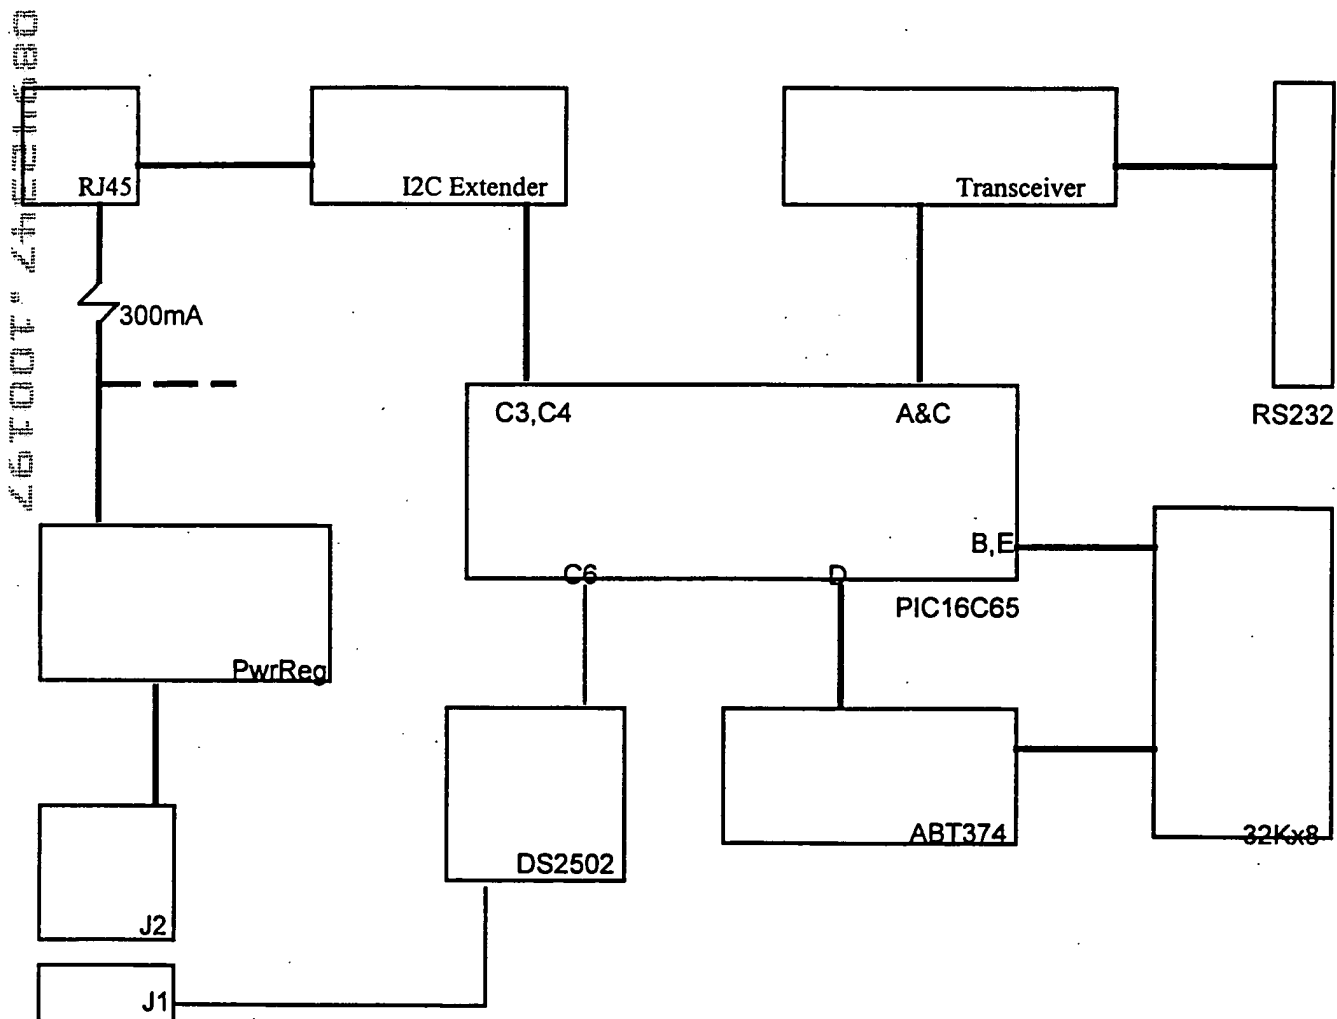 RJ45
I2C Extender
Transceiver
300mA
C3,C4
A&C
RS232
B,E
C6
D
PIC16C65
PwrReg
ABT374
32Kx8
DS2502
J2
J1